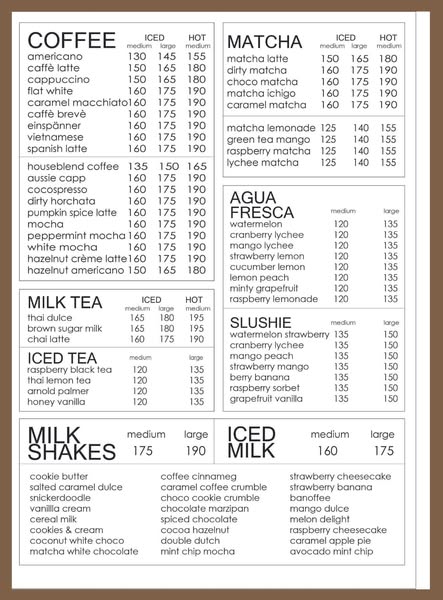 COFFEE ICED HOT
medium large medium
americano 130 145 155
caffè latte 150 165 180
cappuccino 150 165 180
flat white 160 175 190
caramel macchiato 160 175 190
caffè brevè 160 175 190
einspänner 160 175 190
vietnamese 160 175 190
spanish latte 160 175 190
houseblend coffee 135 150 165
aussie capp 160 175 190
cocospresso 160 175 190
dirty horchata 160 175 190
pumpkin spice latte 160 175 190
mocha 160 175 190
peppermint mocha 160 175 190
white mocha 160 175 190
hazelnut crème latte 160 175 190
hazelnut americano 150 165 180
MILK TEA ICED HOT
medium large medium
thai dulce 165 180 195
brown sugar milk 165 180 195
chai latte 160 175 190
ICED TEA medium large
raspberry black tea 120 135
thai lemon tea 120 135
arnold palmer 120 135
honey vanilla 120 135
MATCHA ICED HOT
medium large medium
matcha latte 150 165 180
dirty matcha 160 175 190
choco matcha 160 175 190
matcha ichigo 160 175 190
caramel matcha 160 175 190
matcha lemonade 125 140 155
green tea mango 125 140 155
raspberry matcha 125 140 155
lychee matcha 125 140 155
AGUA
FRESCA medium large
watermelon 120 135
cranberry lychee 120 135
mango lychee 120 135
strawberry lemon 120 135
cucumber lemon 120 135
lemon peach 120 135
minty grapefruit 120 135
raspberry lemonade 120 135
SLUSHIE medium large
watermelon strawberry 135 150
cranberry lychee 135 150
mango peach 135 150
strawberry mango 135 150
berry banana 135 150
raspberry sorbet 135 150
grapefruit vanilla 135 150
MILK medium large
SHAKES 175 190
ICED medium large
MILK 160 175
cookie butter
salted caramel dulce
snickerdoodle
vanillla cream
cereal milk
cookies & cream
coconut white choco
matcha white chocolate
coffee cinnameg
caramel coffee crumble
choco cookie crumble
chocolate marzipan
spiced chocolate
cocoa hazelnut
double dutch
mint chip mocha
strawberry cheesecake
strawberry banana
banoffee
mango dulce
melon delight
raspberry cheesecake
caramel apple pie
avocado mint chip